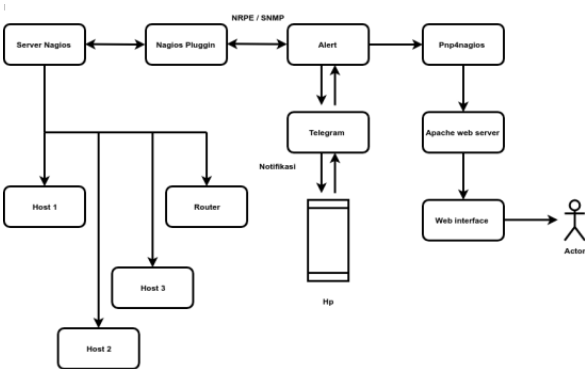 NRPE / SNMP
Server Nagios
Nagios Pluggin
Alert
Pnp4nagios
Telegram
Apache web server
Notifikasi
Host 1
Router
Web interface
Actor
Host 3
Hp
Host 2